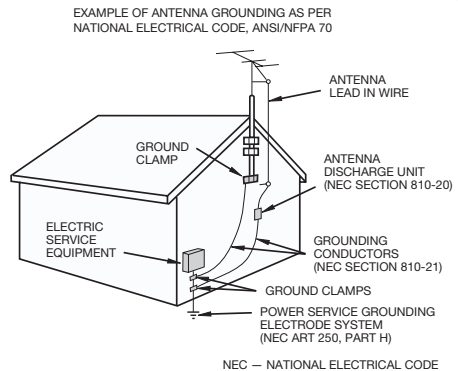 EXAMPLE OF ANTENNA GROUNDING AS PER
NATIONAL ELECTRICAL CODE, ANSI/NFPA 70
ANTENNA
LEAD IN WIRE
GROUND
CLAMP
ANTENNA
DISCHARGE UNIT
(NEC SECTION 810-20)
ELECTRIC
SERVICE
EQUIPMENT
GROUNDING
CONDUCTORS
(NEC SECTION 810-21)
GROUND CLAMPS
POWER SERVICE GROUNDING
ELECTRODE SYSTEM
(NEC ART 250, PART H)
NEC — NATIONAL ELECTRICAL CODE